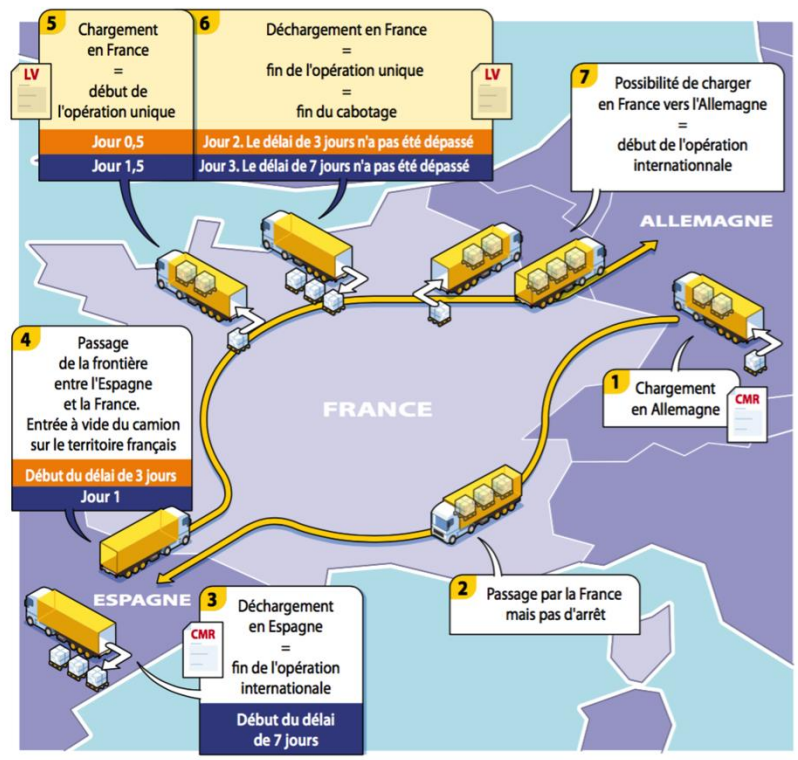 5
Chargement
en France
=
début de
l'opération unique
LV
Jour 0,5
Jour 1,5
6
Déchargement en France
=
fin de l'opération unique
=
fin du cabotage
LV
Jour 2. Le délai de 3 jours n'a pas été dépassé
Jour 3. Le délai de 7 jours n'a pas été dépassé
7
Possibilité de charger
en France vers l'Allemagne
=
début de l'opération
internationnale
ALLEMAGNE
4
Passage
de la frontière
entre l'Espagne
et la France.
Entrée à vide du camion
sur le territoire français
Début du délai de 3 jours
Jour 1
FRANCE
1
Chargement
en Allemagne
CMR
2
Passage par la France
mais pas d'arrêt
ESPAGNE
3
Déchargement
en Espagne
=
fin de l'opération
internationale
CMR
Début du délai
de 7 jours